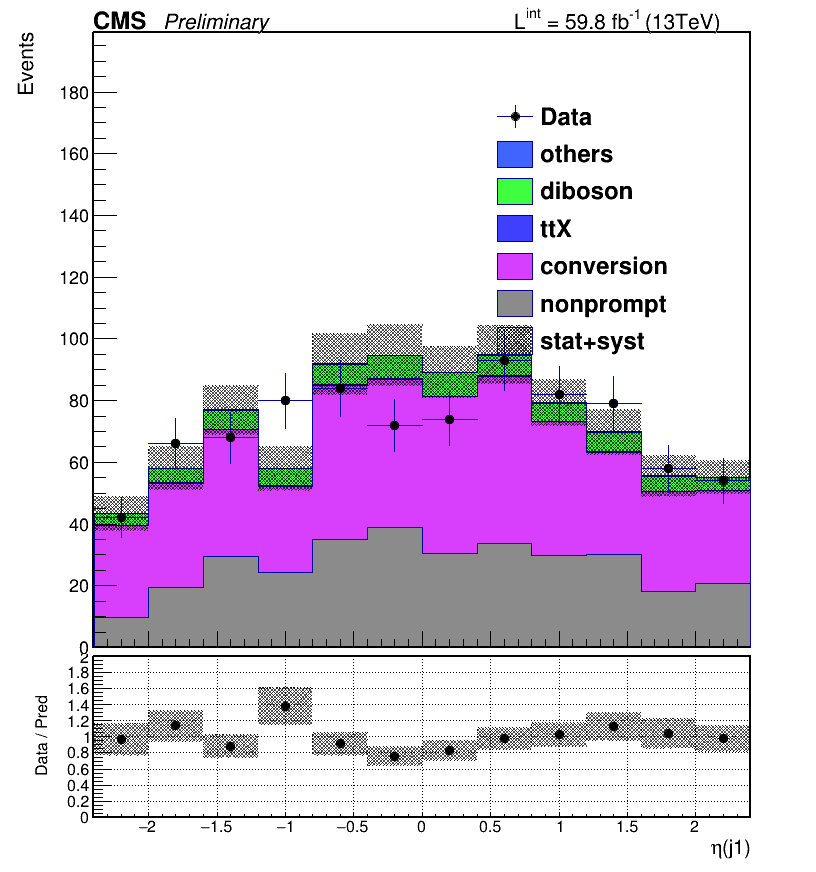 CMS Preliminary L^int = 59.8 fb^-1 (13TeV)
Events
180
160
140
120
100
80
60
40
20
0
Data
others
diboson
ttX
conversion
nonprompt
stat+syst
Data / Pred
2
1.8
1.6
1.4
1.2
1
0.8
0.6
0.4
0.2
0
−2 −1.5 −1 −0.5 0 0.5 1 1.5 2
η(j1)